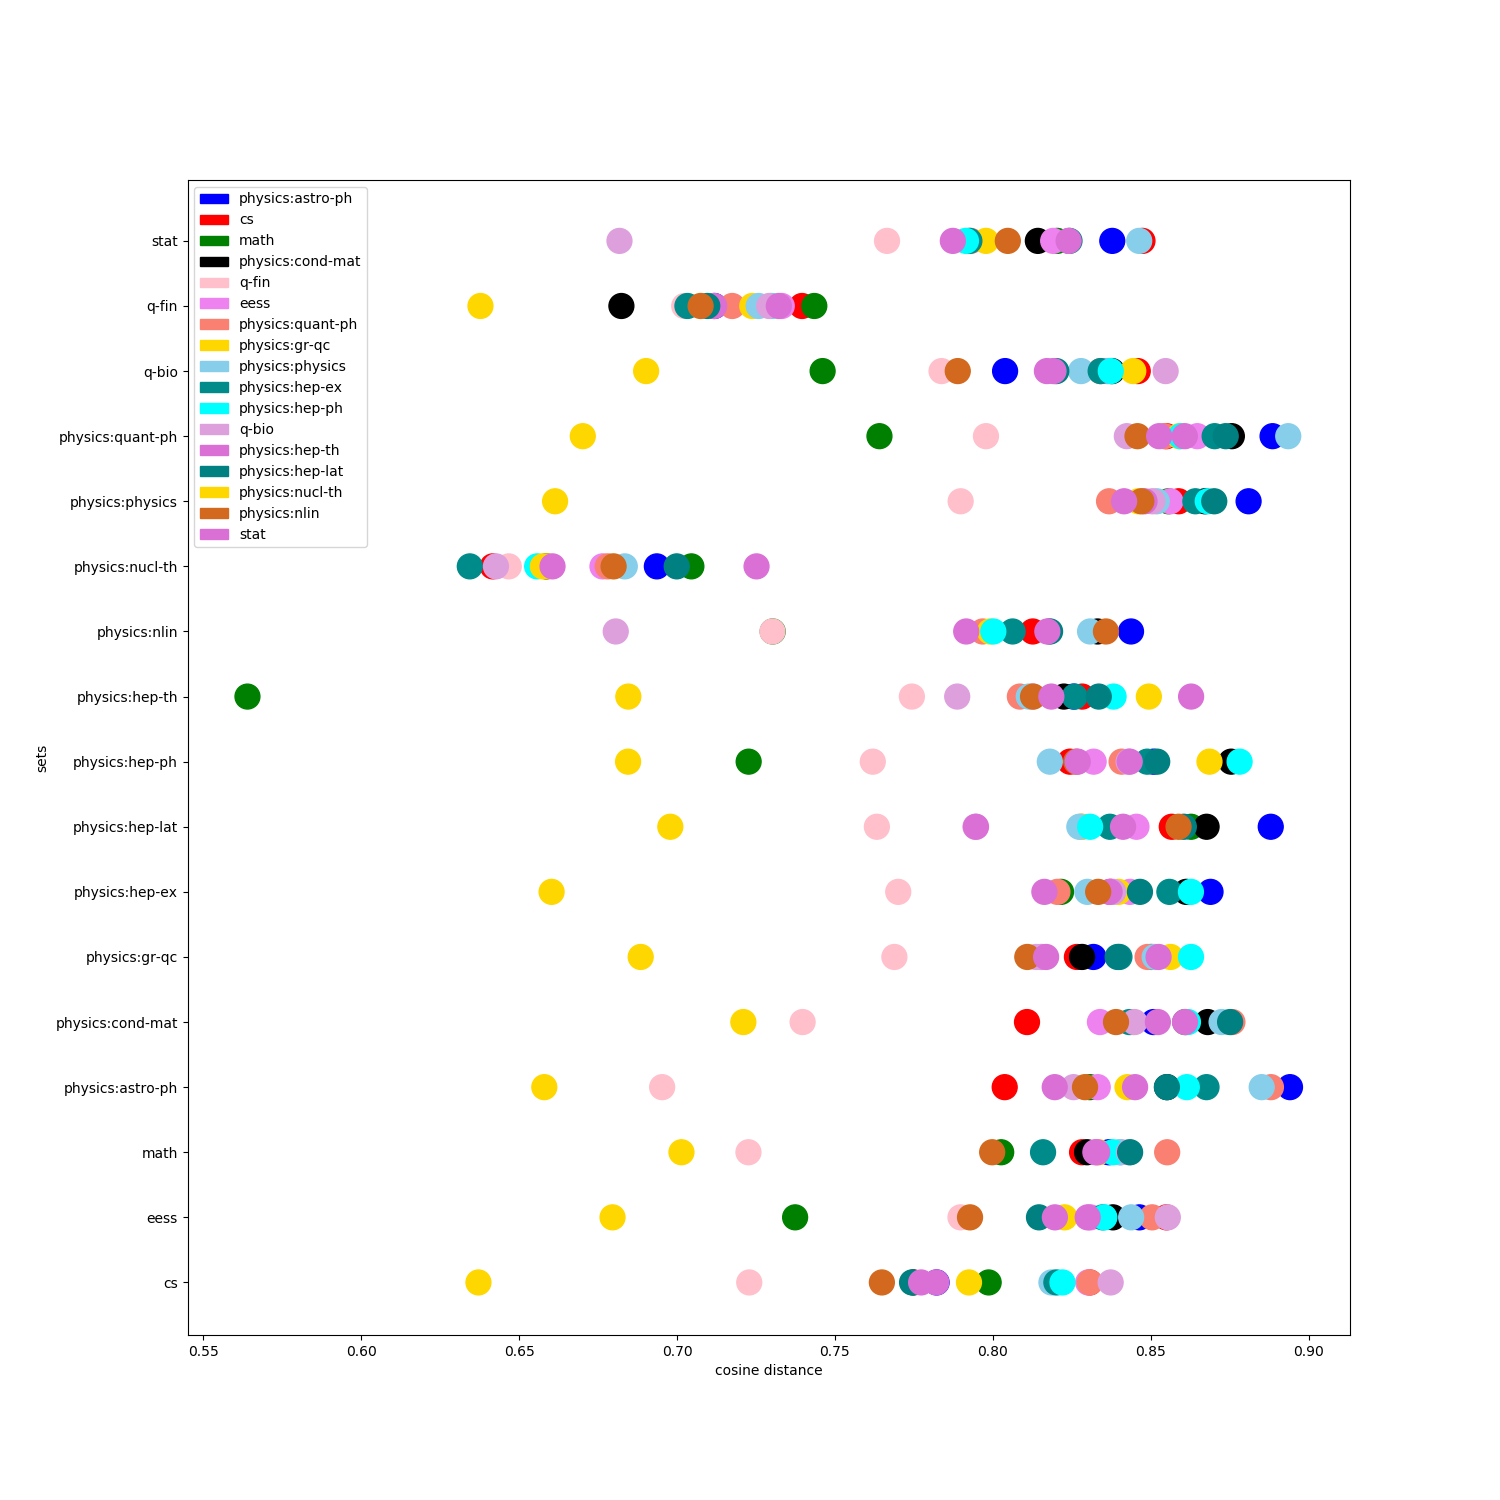 physics:astro-ph
cs
math
physics:cond-mat
q-fin
eess
physics:quant-ph
physics:gr-qc
physics:physics
physics:hep-ex
physics:hep-ph
q-bio
physics:hep-th
physics:hep-lat
physics:nucl-th
physics:nlin
stat
stat
q-fin
q-bio
physics:quant-ph
physics:physics
physics:nucl-th
physics:nlin
physics:hep-th
physics:hep-ph
physics:hep-lat
physics:hep-ex
physics:gr-qc
physics:cond-mat
physics:astro-ph
math
eess
cs
sets
0.55 0.60 0.65 0.70 0.75 0.80 0.85 0.90
cosine distance